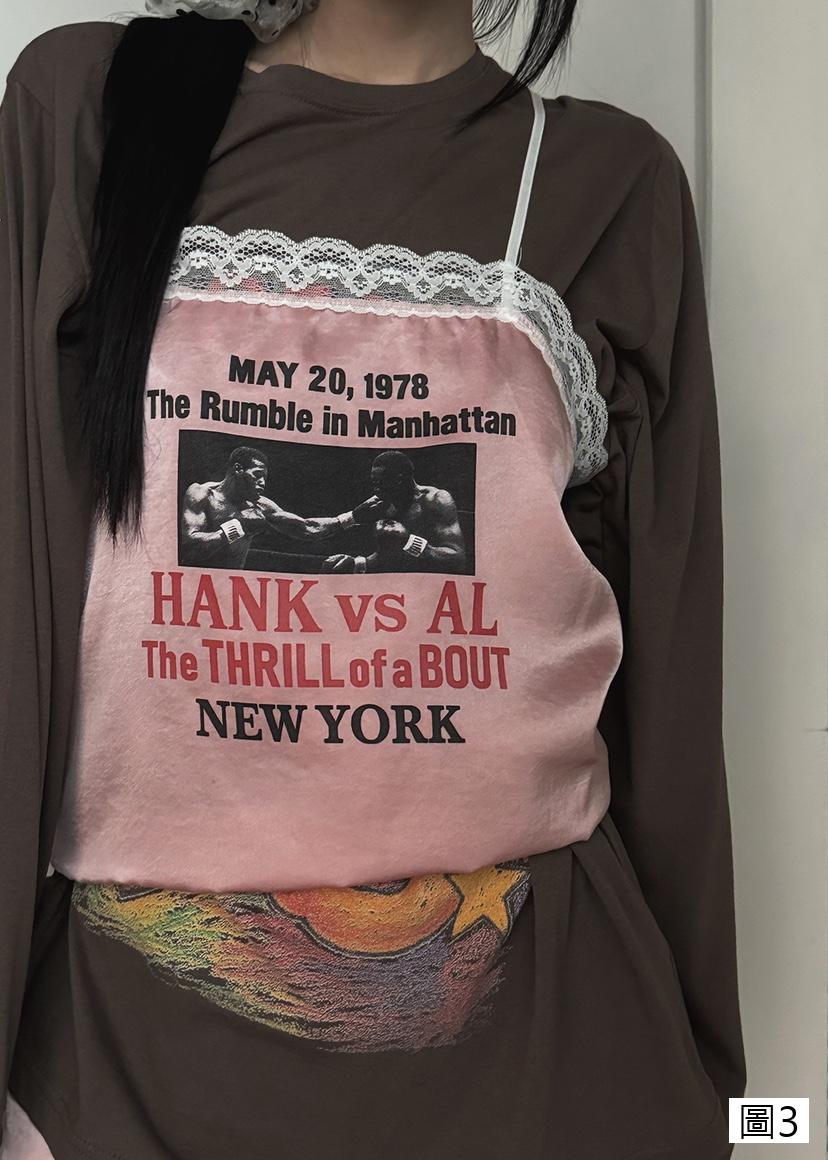 MAY 20, 1978
The Rumble in Manhattan
HANK vs AL
The THRILL of a BOUT
NEW YORK
圖3